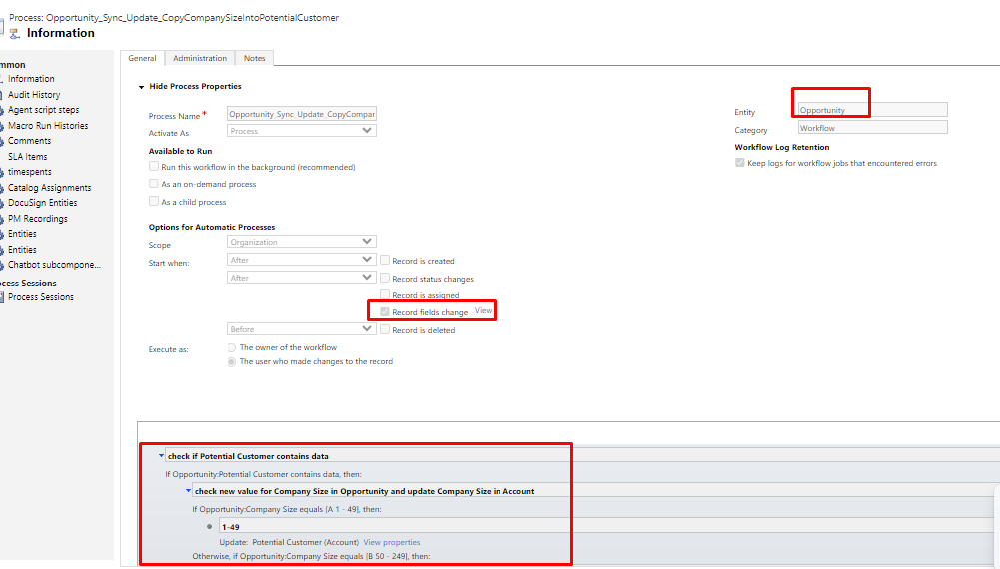 Process: Opportunity_Sync_Update_CopyCompanySizeIntoPotentialCustomer
Information
mmon
Information
Audit History
Agent script steps
Macro Run Histories
Comments
SLA Items
timespents
Catalog Assignments
DocuSign Entities
PM Recordings
Entities
Entities
Chatbot subcompone...
cess Sessions
Process Sessions
General
Administration
Notes
Hide Process Properties
Process Name *
Opportunity_Sync_Update_CopyCompar
Activate As
Process
Available to Run
Run this workflow in the background (recommended)
As an on-demand process
As a child process
Entity
Opportunity
Category
Workflow
Workflow Log Retention
Keep logs for workflow jobs that encountered errors
Options for Automatic Processes
Scope
Organization
Start when:
After
Record is created
After
Record status changes
Record is assigned
Record fields change View
Before
Record is deleted
Execute as:
The owner of the workflow
The user who made changes to the record
check if Potential Customer contains data
If Opportunity:Potential Customer contains data, then:
check new value for Company Size in Opportunity and update Company Size in Account
If Opportunity:Company Size equals [A 1 - 49], then:
1-49
Update: Potential Customer (Account) View properties
Otherwise, if Opportunity:Company Size equals [B 50 - 249], then: